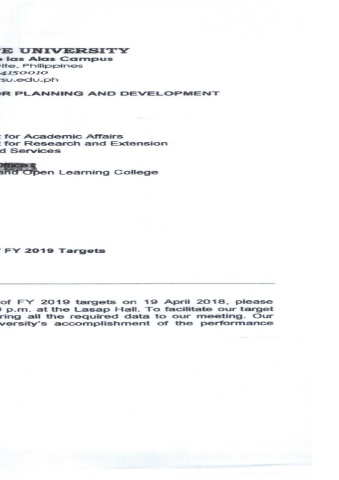 E UNIVERSITY
e las Alas Campus
ite, Philippines
4150010
su.edu.ph
OR PLANNING AND DEVELOPMENT
t for Academic Affairs
t for Research and Extension
d Services
and Open Learning College
FY 2019 Targets
of FY 2019 targets on 19 April 2018, please
p.m. at the Lasap Hall. To facilitate our target
ring all the required data to our meeting. Our
versity's accomplishment of the performance